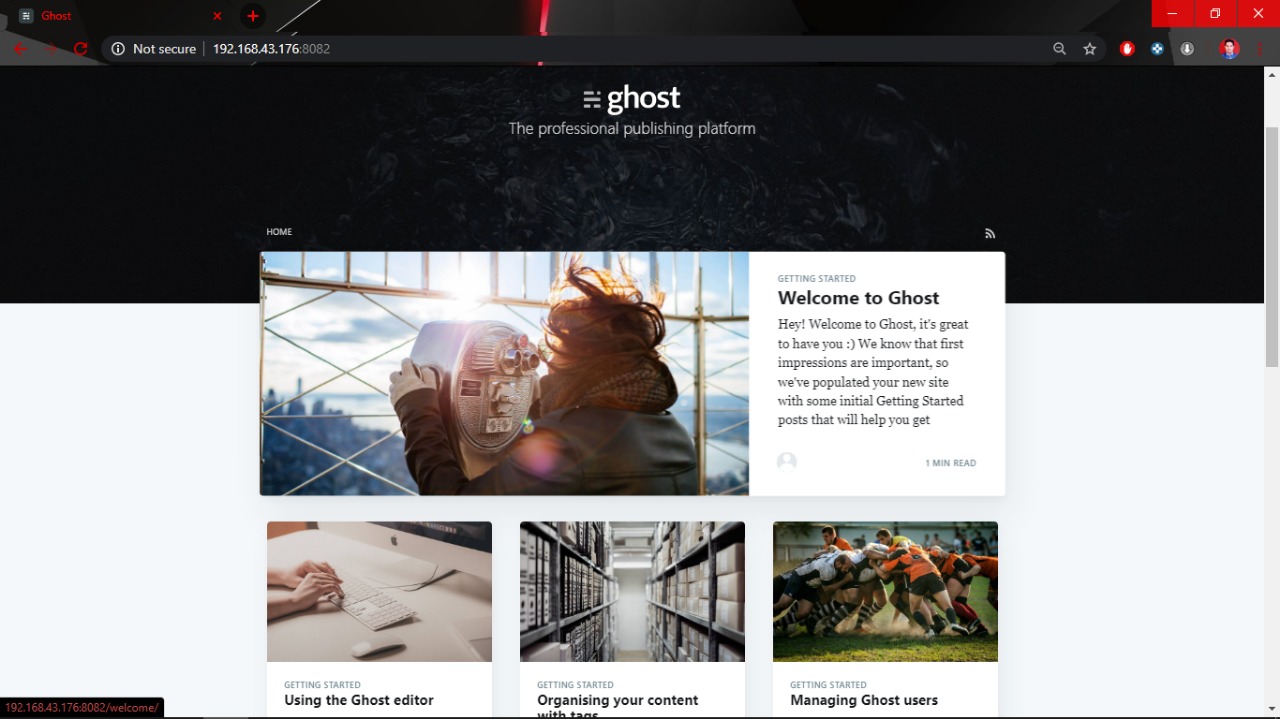 Ghost
Not secure
192.168.43.176:8082
ghost
The professional publishing platform
HOME
GETTING STARTED
Welcome to Ghost
Hey! Welcome to Ghost, it's great
to have you :) We know that first
impressions are important, so
we've populated your new site
with some initial Getting Started
posts that will help you get
1 MIN READ
GETTING STARTED
Using the Ghost editor
GETTING STARTED
Organising your content
with tags
GETTING STARTED
Managing Ghost users
192.168.43.176:8082/welcome/